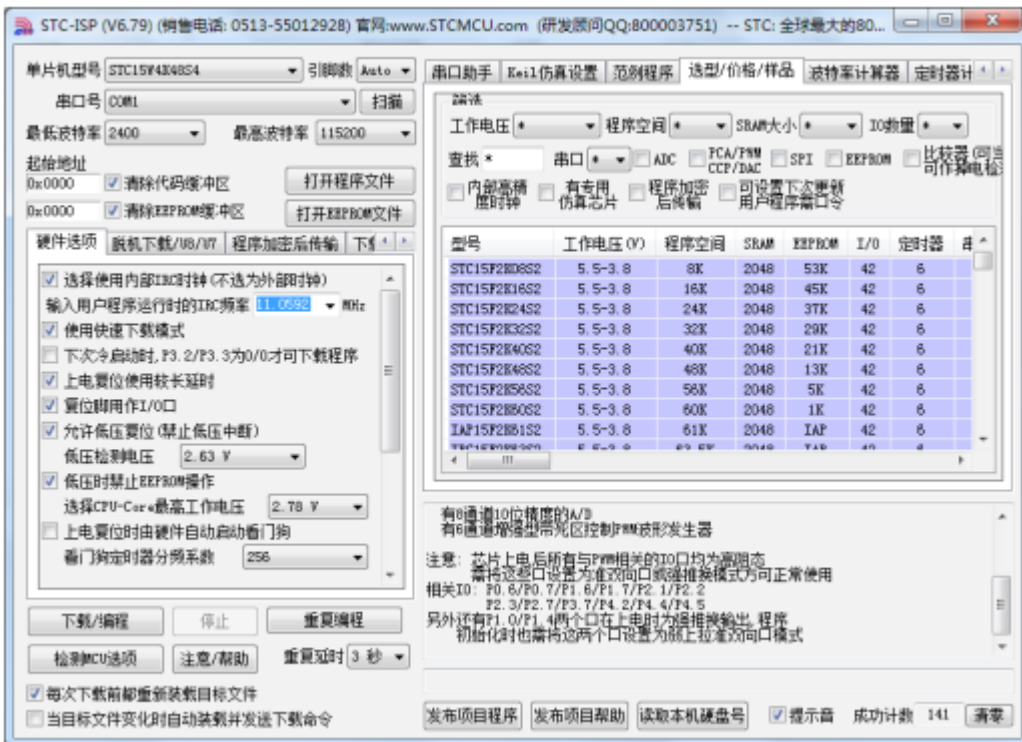 STC-ISP (V6.79) (销售电话: 0513-55012928) 官网:www.STCMCU.com (研发顾问QQ:800003751) -- STC: 全球最大的80...
单片机型号 STC15W4K48S4 引脚数 Auto
串口号 COM1 扫描
最低波特率 2400 最高波特率 115200
起始地址
0x0000 清除代码缓冲区 打开程序文件
0x0000 清除EEPROM缓冲区 打开EEPROM文件
硬件选项 脱机下载/U8/U7 程序加密后传输
选择使用内部IRC时钟(不选为外部时钟)
输入用户程序运行时的IRC频率 11.0592 MHz
使用快速下载模式
下次冷启动时,P3.2/P3.3为0/0才可下载程序
上电复位使用较长延时
复位脚用作I/O口
允许低压复位(禁止低压中断)
低压检测电压 2.63 V
低压时禁止EEPROM操作
选择CPU-Core最高工作电压 2.78 V
上电复位时由硬件自动启动看门狗
看门狗定时器分频系数 256
下载/编程 停止 重复编程
检测MCU选项 注意/帮助 重复延时 3 秒
每次下载前都重新装载目标文件
当目标文件变化时自动装载并发送下载命令
串口助手 Keil仿真设置 范例程序 选型/价格/样品 波特率计算器 定时器计
筛选
工作电压 * 程序空间 * SRAM大小 * IO数量 *
查找 * 串口 * ADC PCA/PWM CCP/DAC SPI EEPROM 比较器(可当 可作掉电检
内部高精度时钟 有专用仿真芯片 程序加密后传输 可设置下次更新用户程序需口令
型号 工作电压(V) 程序空间 SRAM EEPROM I/O 定时器 串
STC15F2K08S2 5.5-3.8 8K 2048 53K 42 6
STC15F2K16S2 5.5-3.8 16K 2048 45K 42 6
STC15F2K24S2 5.5-3.8 24K 2048 37K 42 6
STC15F2K32S2 5.5-3.8 32K 2048 29K 42 6
STC15F2K40S2 5.5-3.8 40K 2048 21K 42 6
STC15F2K48S2 5.5-3.8 48K 2048 13K 42 6
STC15F2K56S2 5.5-3.8 56K 2048 5K 42 6
STC15F2K60S2 5.5-3.8 60K 2048 1K 42 6
IAP15F2K61S2 5.5-3.8 61K 2048 IAP 42 6
有8通道10位精度的A/D
有6通道增强型带死区控制PWM波形发生器
注意: 芯片上电后所有与PWM相关的IO口均为高阻态
需将这些口设置为准双向口或强推挽模式方可正常使用
相关IO: P0.6/P0.7/P1.6/P1.7/P2.1/P2.2
P2.3/P2.7/P3.7/P4.2/P4.4/P4.5
另外还有P1.0/P1.4两个口在上电时为强推挽输出,程序
初始化时也需将这两个口设置为弱上拉准双向口模式
发布项目程序 发布项目帮助 读取本机硬盘号 提示音 成功计数 141 清零